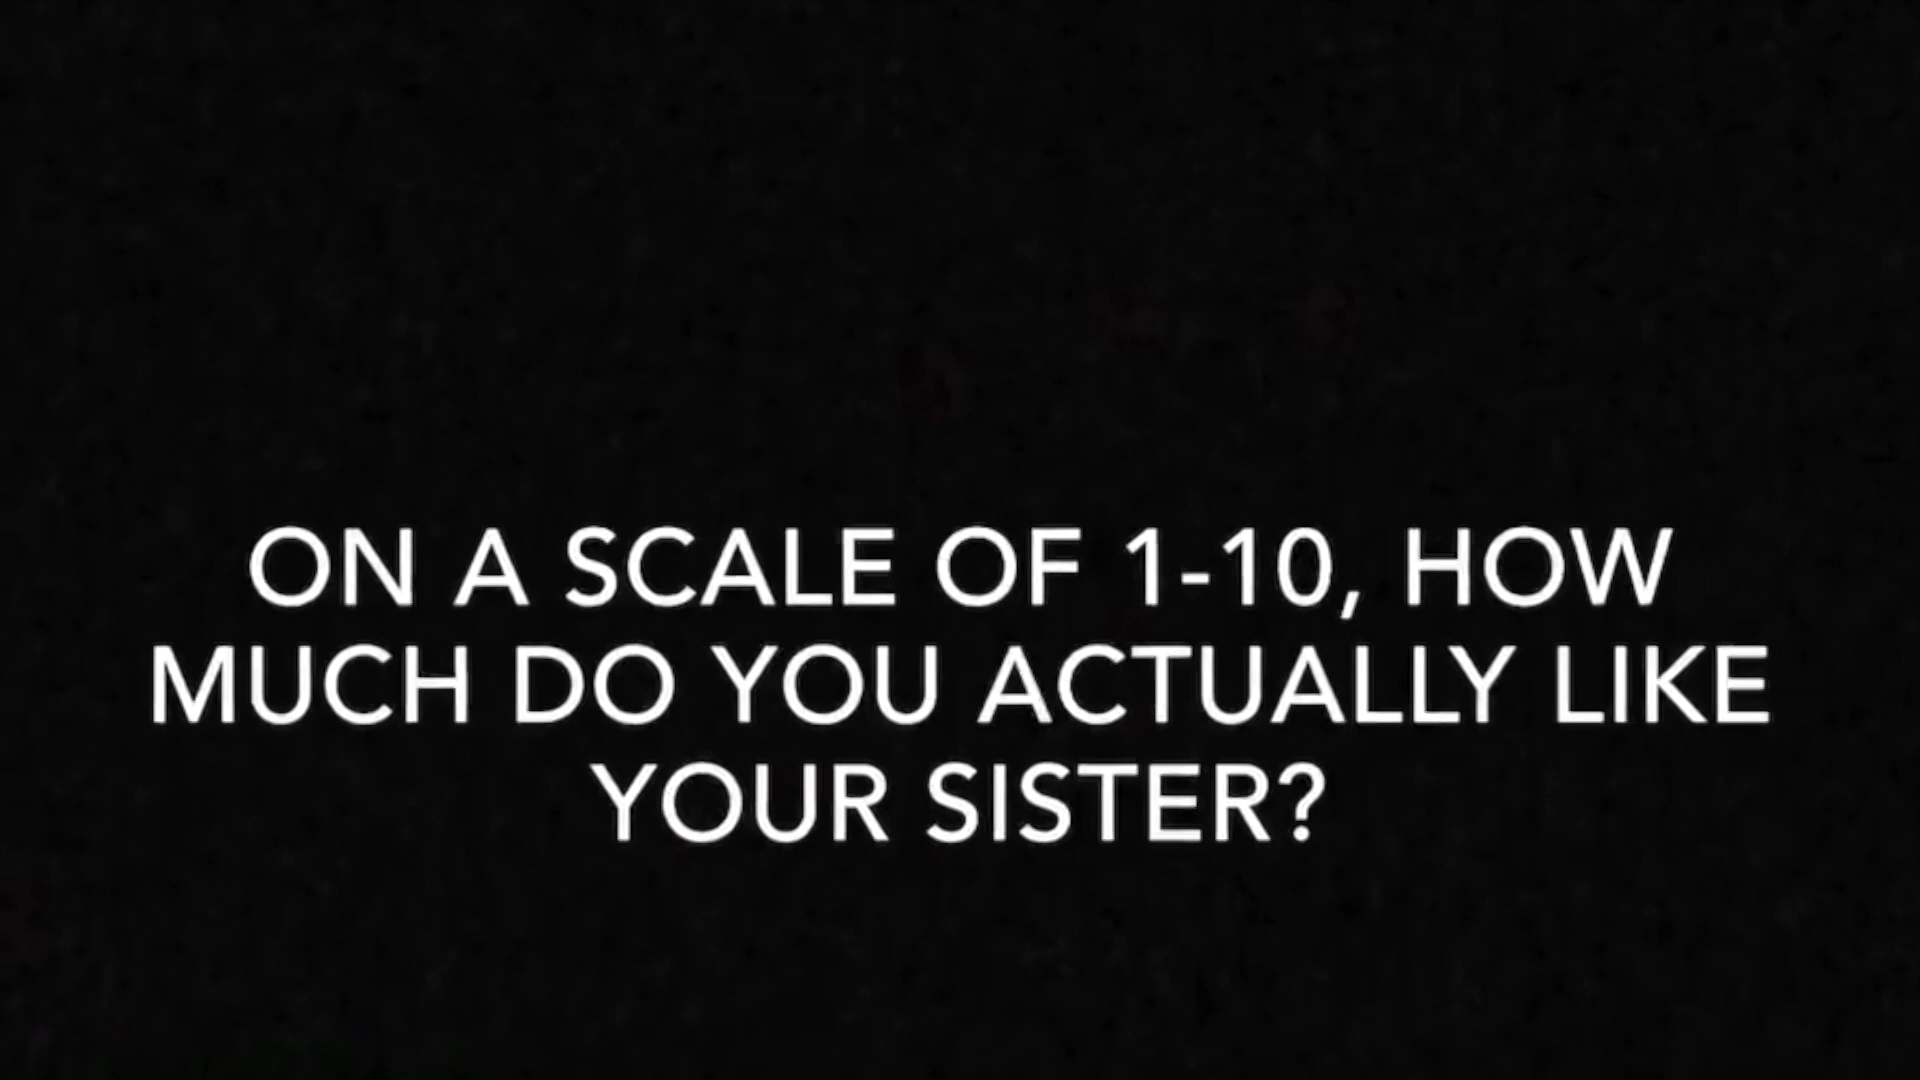 ON A SCALE OF 1-10, HOW
MUCH DO YOU ACTUALLY LIKE
YOUR SISTER?